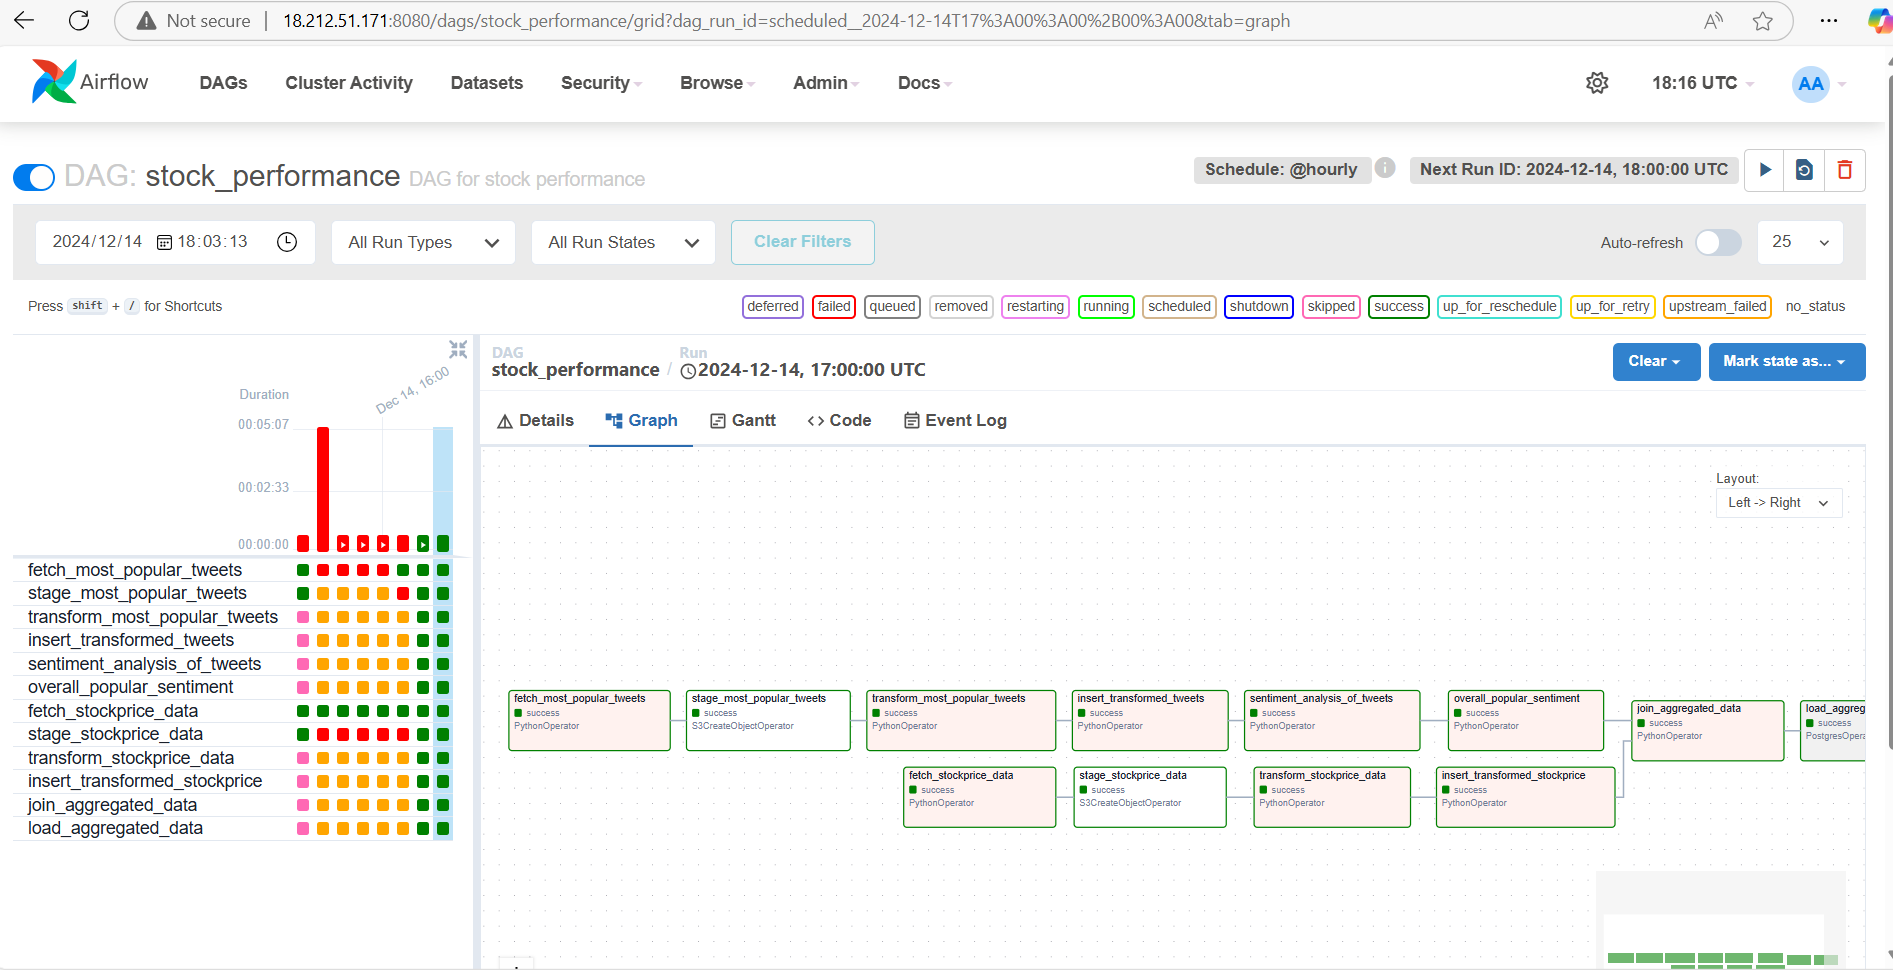 Not secure
18.212.51.171:8080/dags/stock_performance/grid?dag_run_id=scheduled__2024-12-14T17%3A00%3A00%2B00%3A00&tab=graph
Airflow
DAGs
Cluster Activity
Datasets
Security
Browse
Admin
Docs
18:16 UTC
AA
DAG: stock_performance DAG for stock performance
Schedule: @hourly
Next Run ID: 2024-12-14, 18:00:00 UTC
2024/12/14 18:03:13
All Run Types
All Run States
Clear Filters
Auto-refresh
25
Press shift + / for Shortcuts
deferred
failed
queued
removed
restarting
running
scheduled
shutdown
skipped
success
up_for_reschedule
up_for_retry
upstream_failed
no_status
Duration
Dec 14, 16:00
00:05:07
00:02:33
00:00:00
fetch_most_popular_tweets
stage_most_popular_tweets
transform_most_popular_tweets
insert_transformed_tweets
sentiment_analysis_of_tweets
overall_popular_sentiment
fetch_stockprice_data
stage_stockprice_data
transform_stockprice_data
insert_transformed_stockprice
join_aggregated_data
load_aggregated_data
DAG
stock_performance
/
Run
2024-12-14, 17:00:00 UTC
Clear
Mark state as...
Details
Graph
Gantt
Code
Event Log
Layout:
Left -> Right
fetch_most_popular_tweets
success
PythonOperator
stage_most_popular_tweets
success
S3CreateObjectOperator
transform_most_popular_tweets
success
PythonOperator
insert_transformed_tweets
success
PythonOperator
sentiment_analysis_of_tweets
success
PythonOperator
overall_popular_sentiment
success
PythonOperator
join_aggregated_data
success
PythonOperator
load_aggreg
success
PostgresOpera
fetch_stockprice_data
success
PythonOperator
stage_stockprice_data
success
S3CreateObjectOperator
transform_stockprice_data
success
PythonOperator
insert_transformed_stockprice
success
PythonOperator